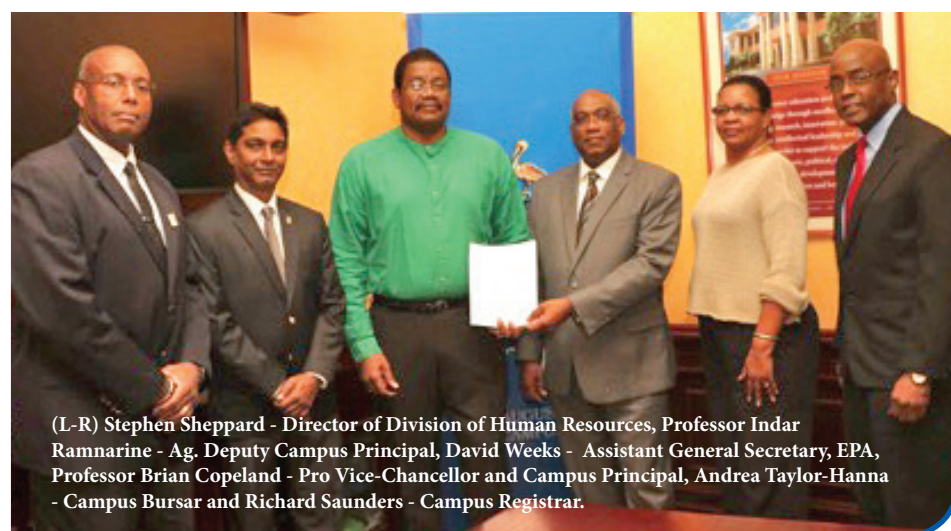 (L-R) Stephen Sheppard - Director of Division of Human Resources, Professor Indar
Ramnarine - Ag. Deputy Campus Principal, David Weeks - Assistant General Secretary, EPA,
Professor Brian Copeland - Pro Vice-Chancellor and Campus Principal, Andrea Taylor-Hanna
- Campus Bursar and Richard Saunders - Campus Registrar.